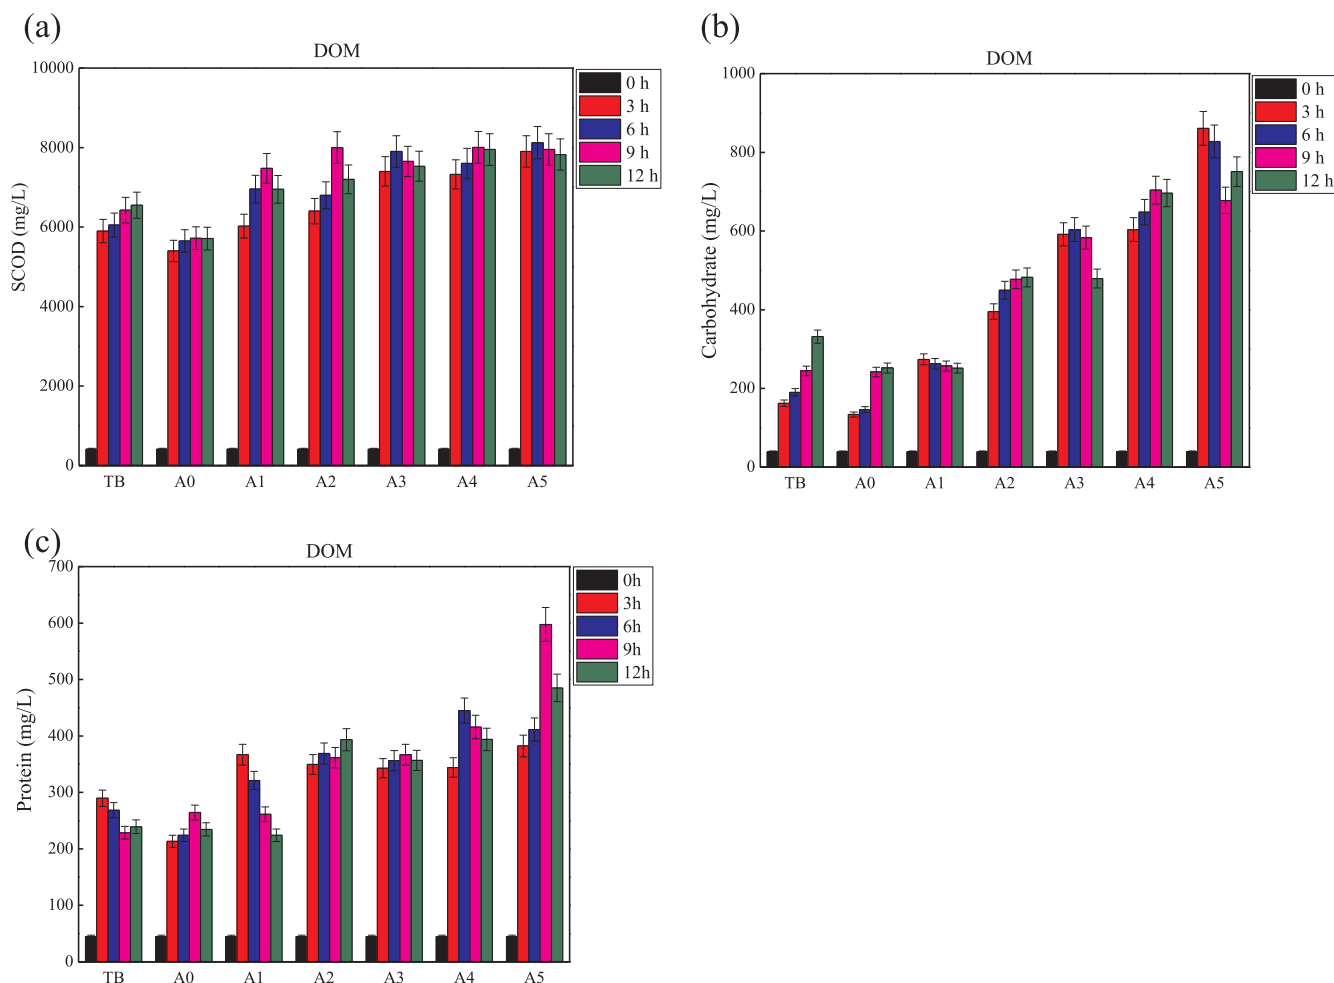 (a)
DOM
10000
8000
6000
4000
2000
0
SCOD (mg/L)
TB A0 A1 A2 A3 A4 A5
0 h
3 h
6 h
9 h
12 h
(b)
DOM
1000
800
600
400
200
0
Carbohydrate (mg/L)
TB A0 A1 A2 A3 A4 A5
0 h
3 h
6 h
9 h
12 h
(c)
DOM
700
600
500
400
300
200
100
0
Protein (mg/L)
TB A0 A1 A2 A3 A4 A5
0h
3h
6h
9h
12h